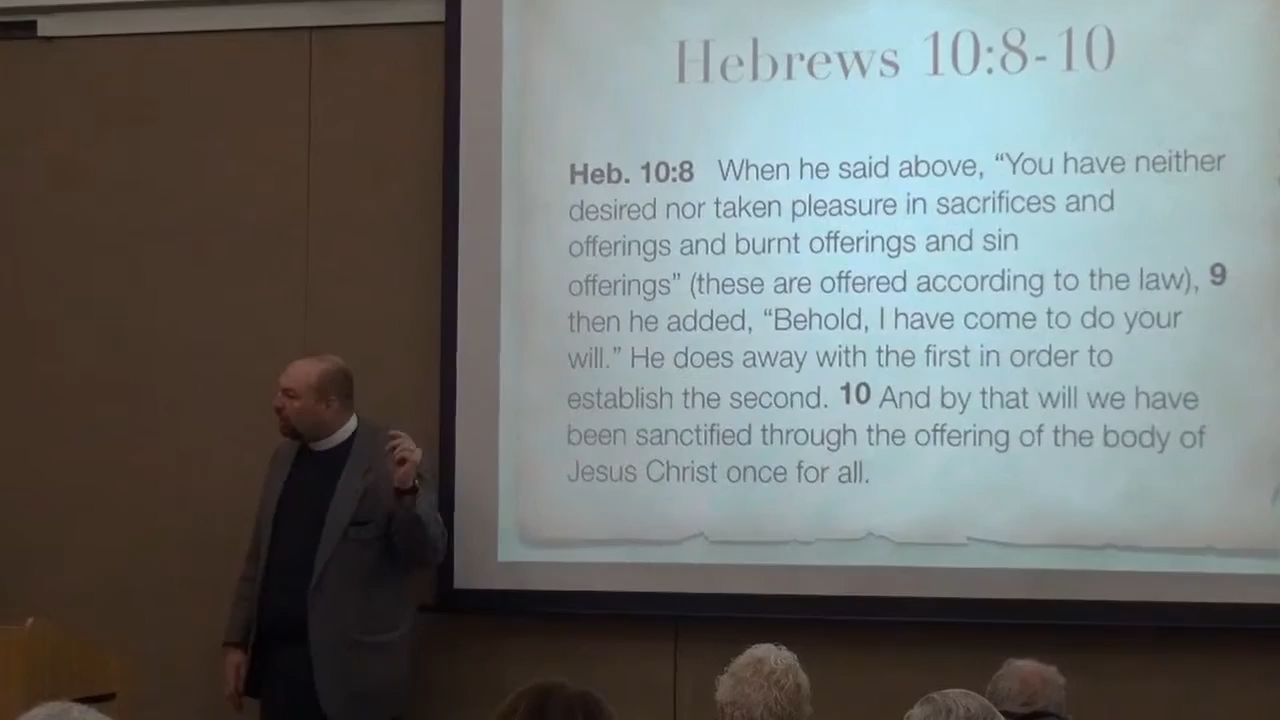 Hebrews 10:8-10
Heb. 10:8 When he said above, “You have neither
desired nor taken pleasure in sacrifices and
offerings and burnt offerings and sin
offerings” (these are offered according to the law), 9
then he added, “Behold, I have come to do your
will.” He does away with the first in order to
establish the second. 10 And by that will we have
been sanctified through the offering of the body of
Jesus Christ once for all.